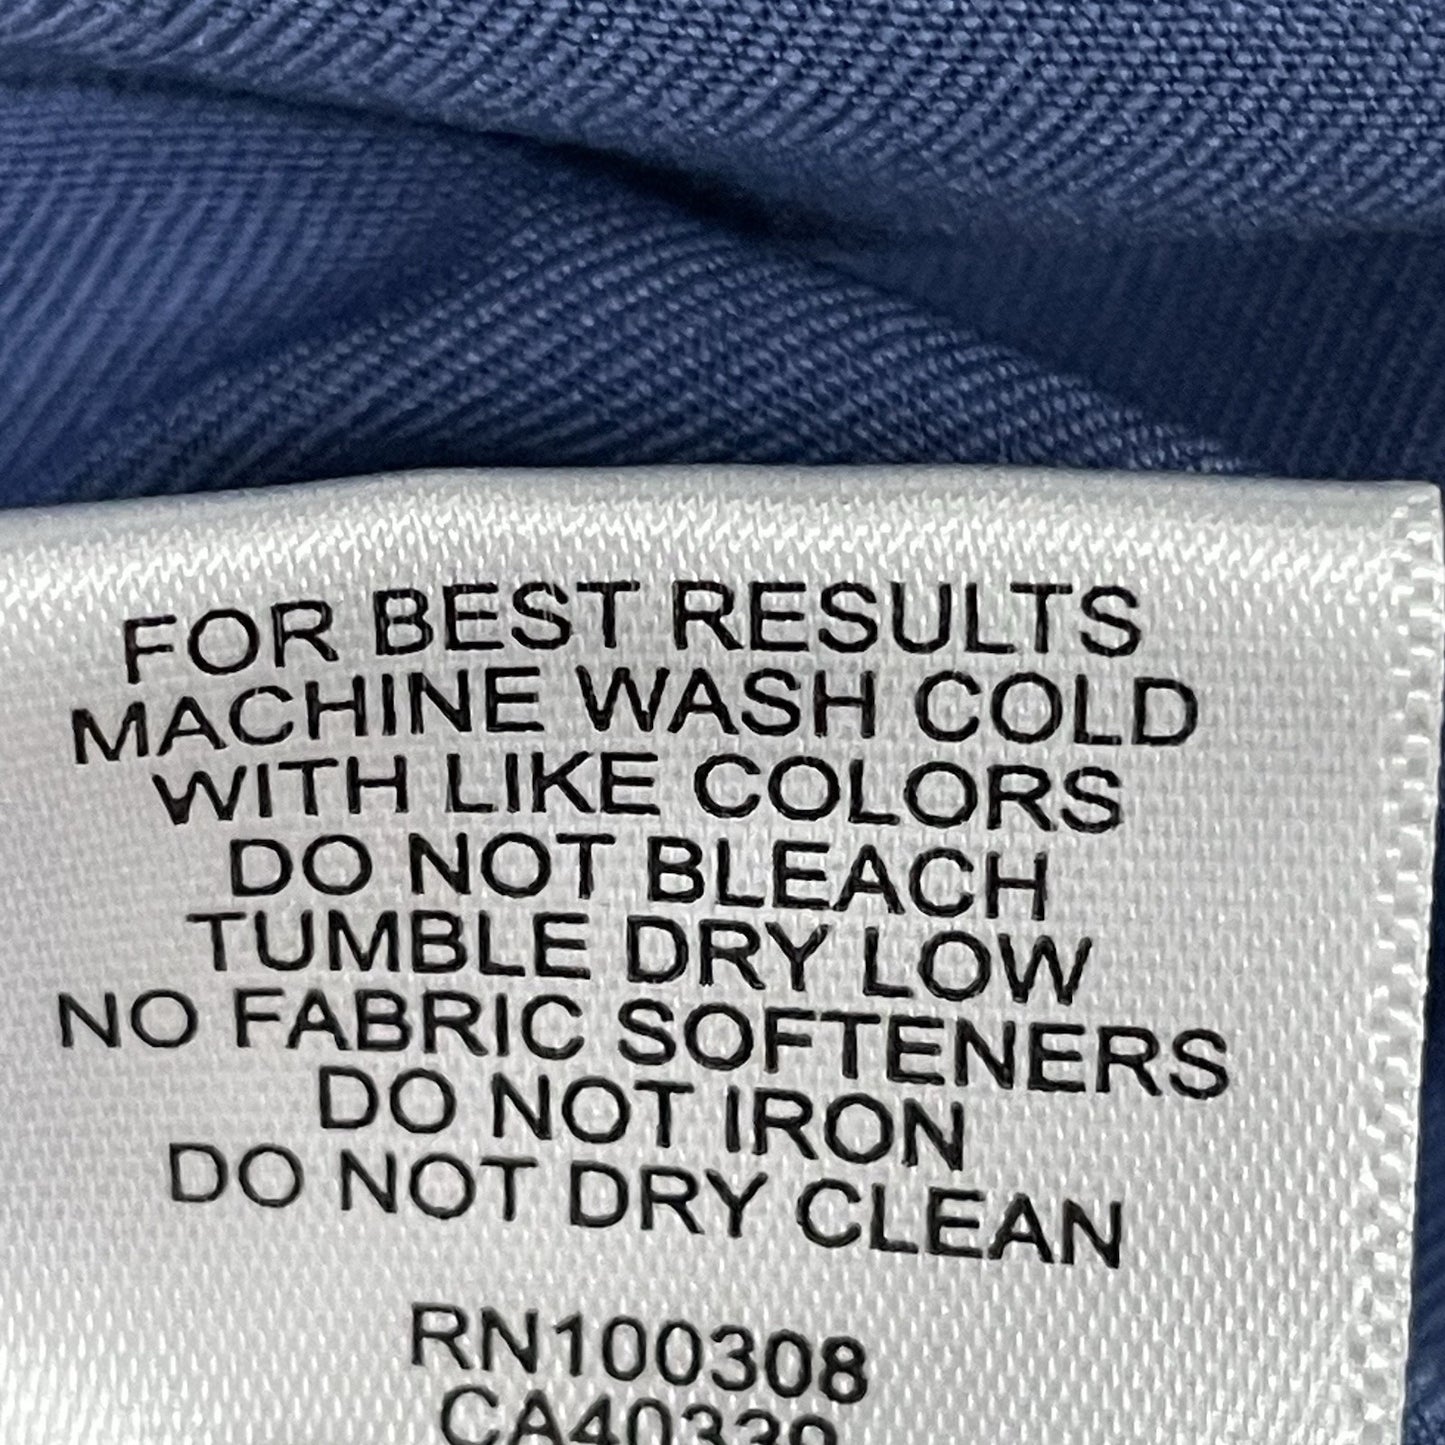 FOR BEST RESULTS
MACHINE WASH COLD
WITH LIKE COLORS
DO NOT BLEACH
TUMBLE DRY LOW
NO FABRIC SOFTENERS
DO NOT IRON
DO NOT DRY CLEAN
RN100308